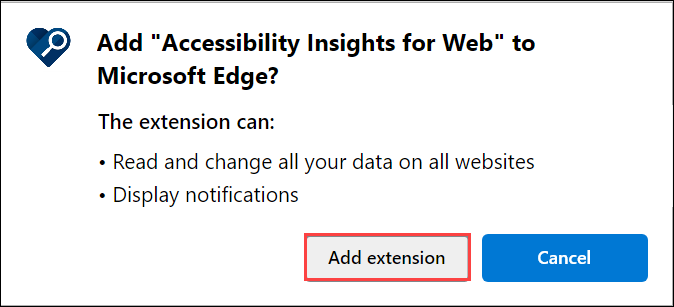 Add "Accessibility Insights for Web" to
Microsoft Edge?
The extension can:
• Read and change all your data on all websites
• Display notifications
Add extension
Cancel